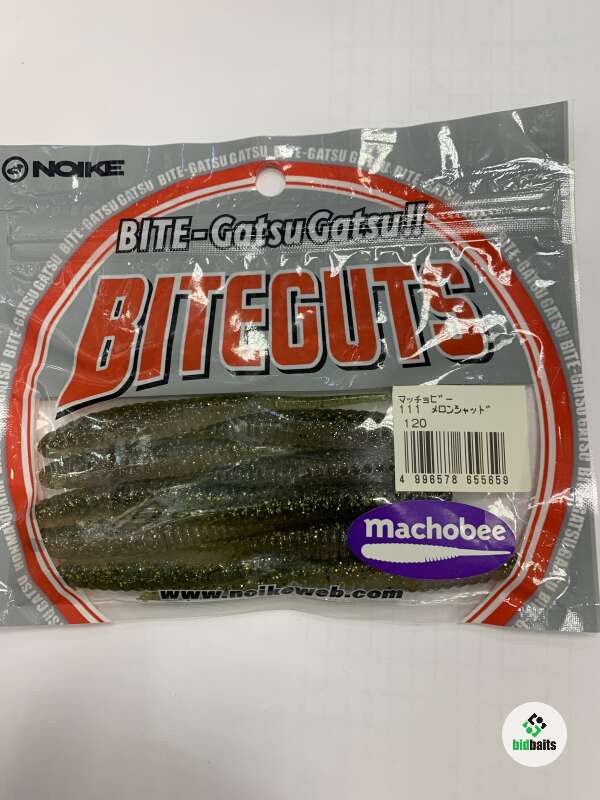 NOIKE
BITE-GATSU GATSU BITE-GATSU GATSU BITE-GATSU GATSU
BITE-GatsuGatsu!!
BITEGUTS
マッチョビー
111 メロンシャッド
120
4 996578 655659
machobee
www.noikeweb.com
bidbaits